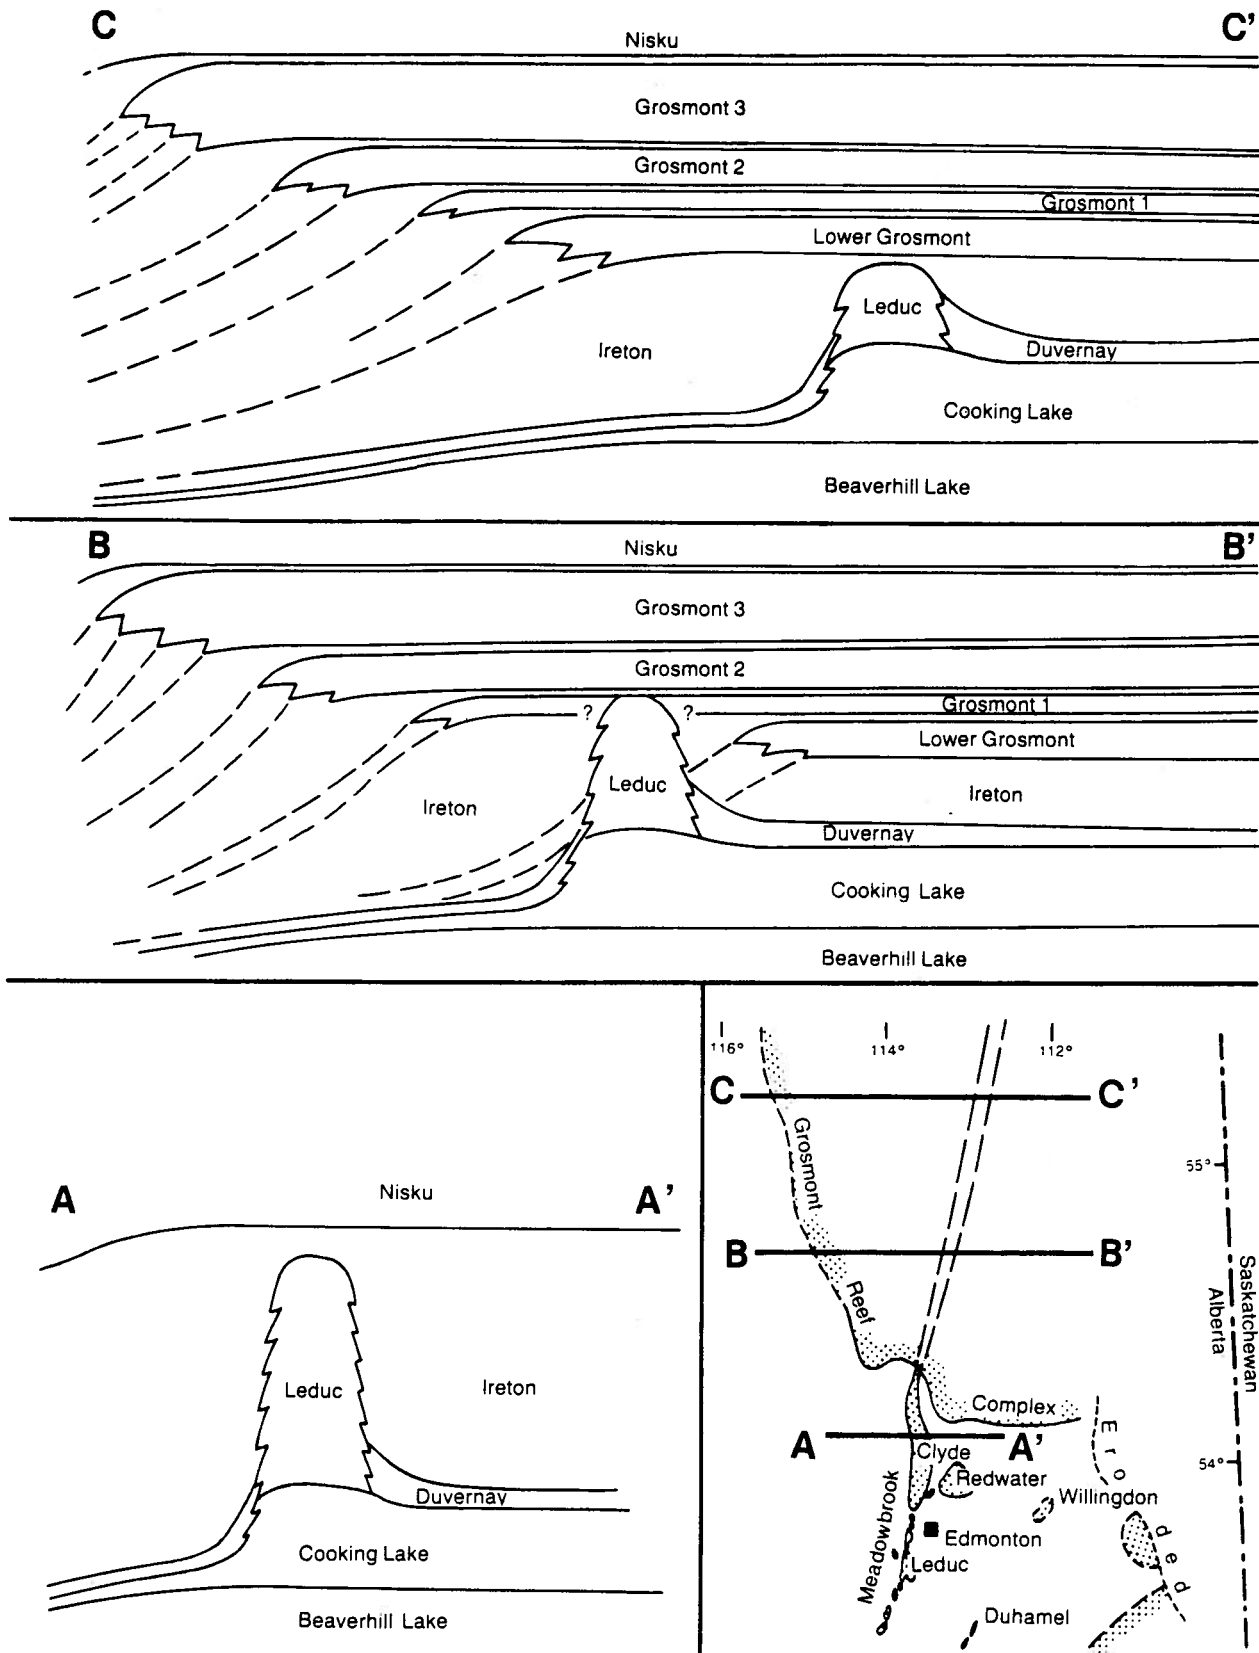 C
C'
Nisku
Grosmont 3
Grosmont 2
Grosmont 1
Lower Grosmont
Leduc
Ireton
Duvernay
Cooking Lake
Beaverhill Lake
B
B'
Nisku
Grosmont 3
Grosmont 2
? ?
Grosmont 1
Lower Grosmont
Leduc
Ireton
Ireton
Duvernay
Cooking Lake
Beaverhill Lake
A
A'
Nisku
Leduc
Ireton
Duvernay
Cooking Lake
Beaverhill Lake
116° 114° 112°
C
C'
Grosmont
55°
B
B'
Reef
Alberta
Saskatchewan
Complex
A
A'
Clyde
Eroded
54°
Redwater
Willingdon
Meadowbrook
Edmonton
Leduc
Duhamel